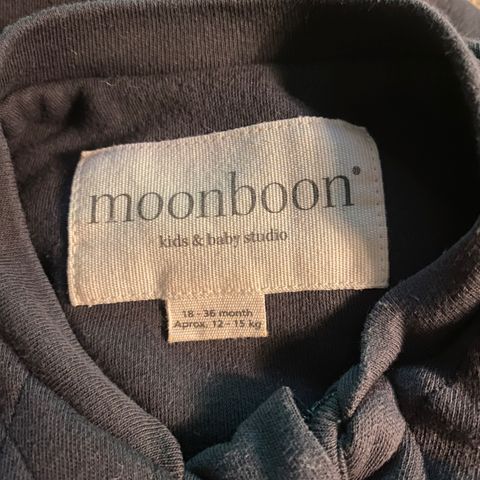 moonboon®
kids & baby studio
18 - 36 month
Aprox. 12 - 15 kg